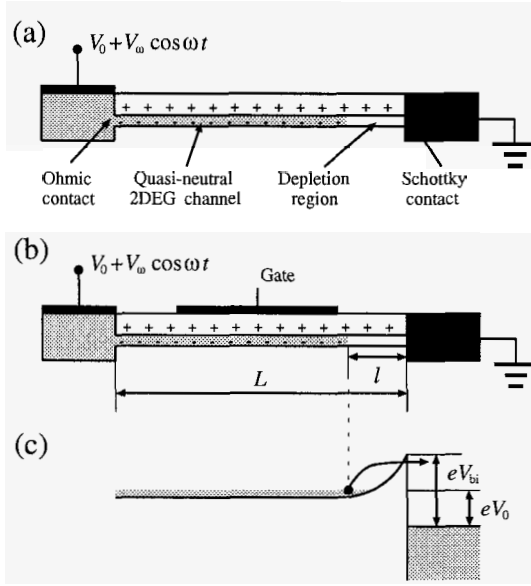 (a)
V₀+Vω cos ωt
+ + + + + + + + + + + + +
Ohmic contact
Quasi-neutral 2DEG channel
Depletion region
Schottky contact
(b)
V₀+Vω cos ωt
Gate
+ + + + + + + + + + + + +
L
l
(c)
eV_bi
eV₀